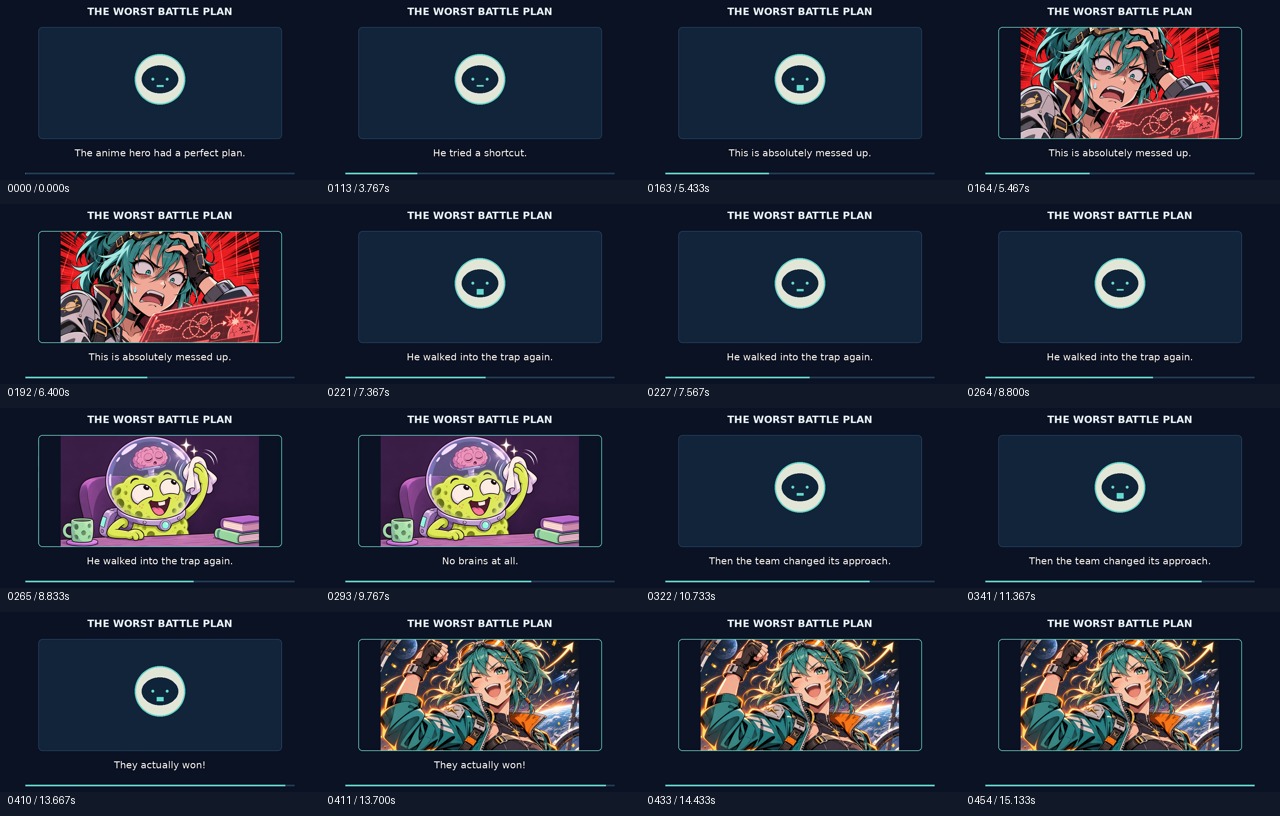 THE WORST BATTLE PLAN
The anime hero had a perfect plan.
0000 / 0.000s
THE WORST BATTLE PLAN
He tried a shortcut.
0113 / 3.767s
THE WORST BATTLE PLAN
This is absolutely messed up.
0163 / 5.433s
THE WORST BATTLE PLAN
This is absolutely messed up.
0164 / 5.467s
THE WORST BATTLE PLAN
This is absolutely messed up.
0192 / 6.400s
THE WORST BATTLE PLAN
He walked into the trap again.
0221 / 7.367s
THE WORST BATTLE PLAN
He walked into the trap again.
0227 / 7.567s
THE WORST BATTLE PLAN
He walked into the trap again.
0264 / 8.800s
THE WORST BATTLE PLAN
He walked into the trap again.
0265 / 8.833s
THE WORST BATTLE PLAN
No brains at all.
0293 / 9.767s
THE WORST BATTLE PLAN
Then the team changed its approach.
0322 / 10.733s
THE WORST BATTLE PLAN
Then the team changed its approach.
0341 / 11.367s
THE WORST BATTLE PLAN
They actually won!
0410 / 13.667s
THE WORST BATTLE PLAN
They actually won!
0411 / 13.700s
THE WORST BATTLE PLAN
0433 / 14.433s
THE WORST BATTLE PLAN
0454 / 15.133s